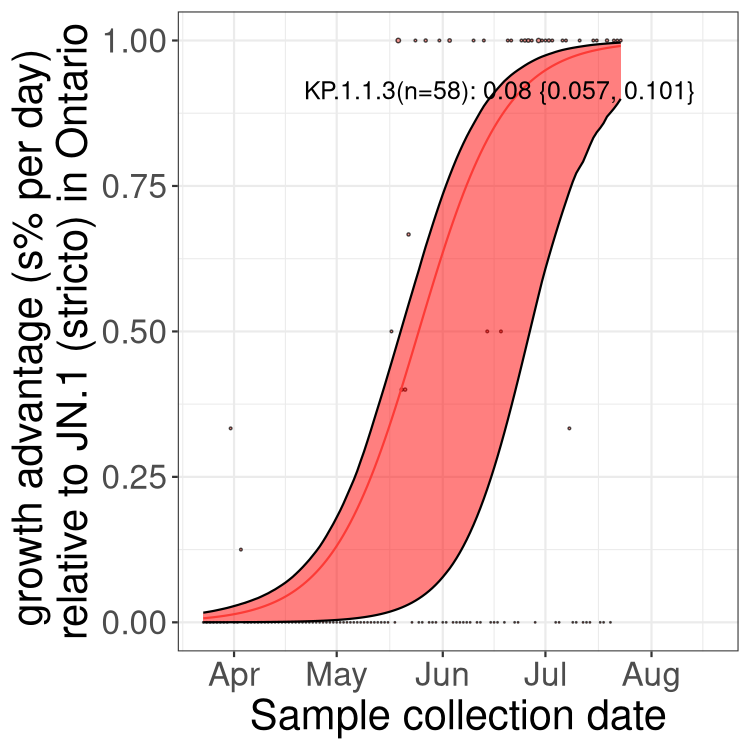 growth advantage (s% per day)
relative to JN.1 (stricto) in Ontario
1.00
0.75
0.50
0.25
0.00
KP.1.1.3(n=58): 0.08 {0.057, 0.101}
Apr May Jun Jul Aug
Sample collection date